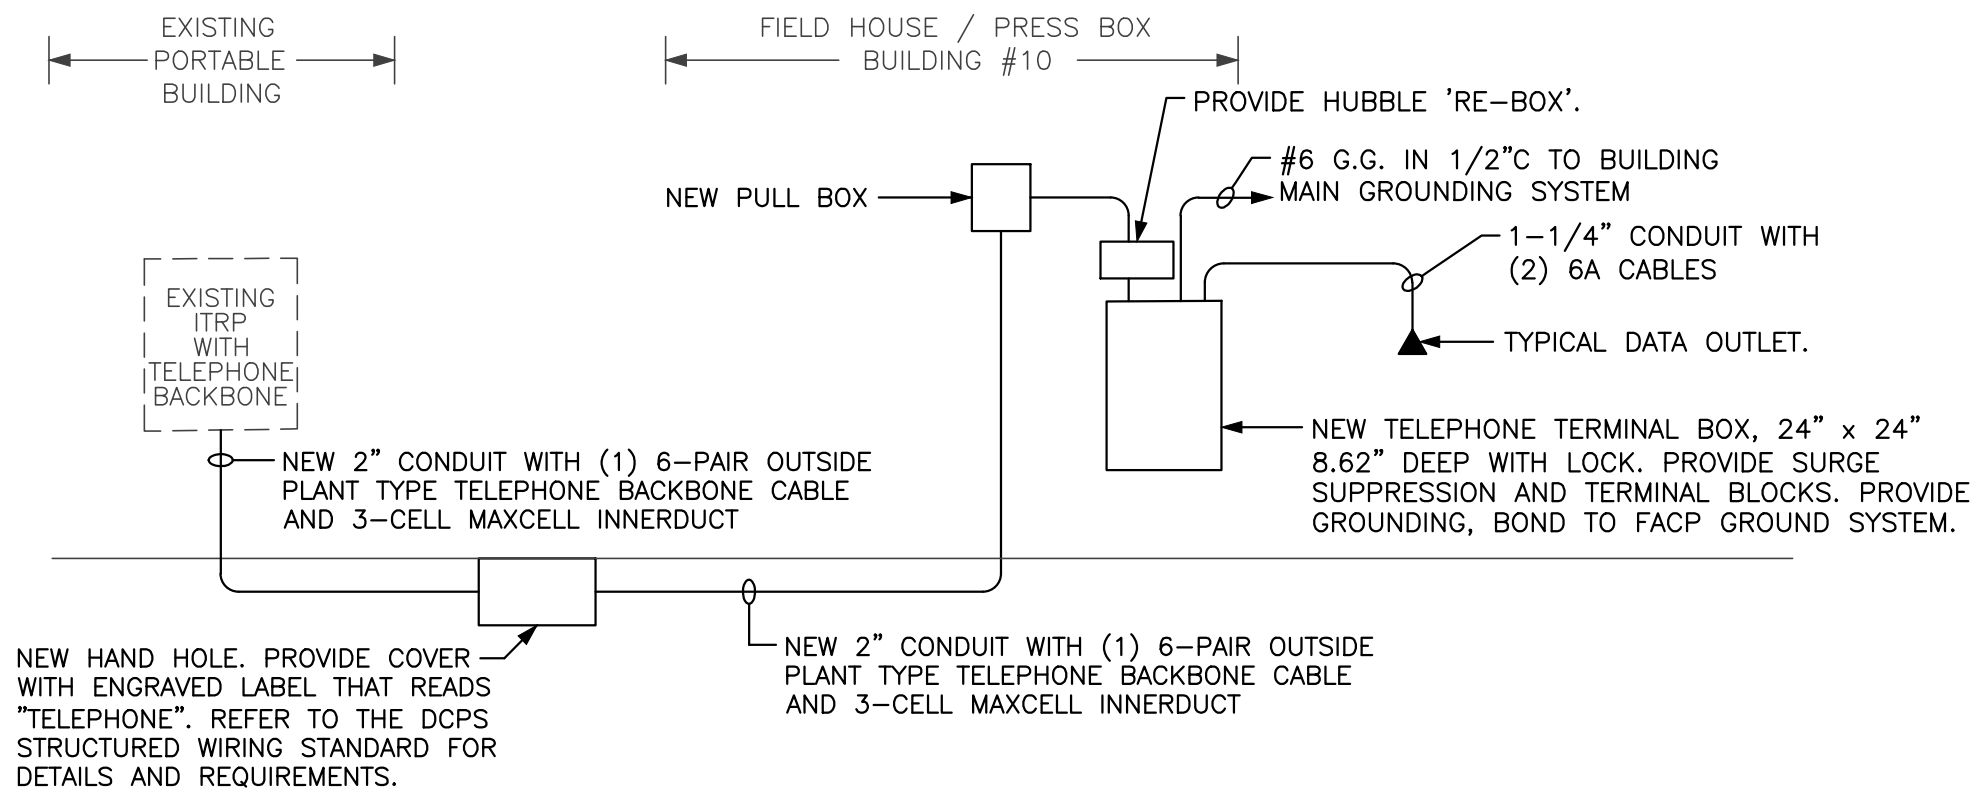 EXISTING
PORTABLE
BUILDING
FIELD HOUSE / PRESS BOX
BUILDING #10
PROVIDE HUBBLE 'RE-BOX'.
#6 G.G. IN 1/2"C TO BUILDING
MAIN GROUNDING SYSTEM
NEW PULL BOX
1-1/4" CONDUIT WITH
(2) 6A CABLES
EXISTING
ITRP
WITH
TELEPHONE
BACKBONE
TYPICAL DATA OUTLET.
NEW TELEPHONE TERMINAL BOX, 24" x 24"
8.62" DEEP WITH LOCK. PROVIDE SURGE
SUPPRESSION AND TERMINAL BLOCKS. PROVIDE
GROUNDING, BOND TO FACP GROUND SYSTEM.
NEW 2" CONDUIT WITH (1) 6-PAIR OUTSIDE
PLANT TYPE TELEPHONE BACKBONE CABLE
AND 3-CELL MAXCELL INNERDUCT
NEW HAND HOLE. PROVIDE COVER
WITH ENGRAVED LABEL THAT READS
"TELEPHONE". REFER TO THE DCPS
STRUCTURED WIRING STANDARD FOR
DETAILS AND REQUIREMENTS.
NEW 2" CONDUIT WITH (1) 6-PAIR OUTSIDE
PLANT TYPE TELEPHONE BACKBONE CABLE
AND 3-CELL MAXCELL INNERDUCT